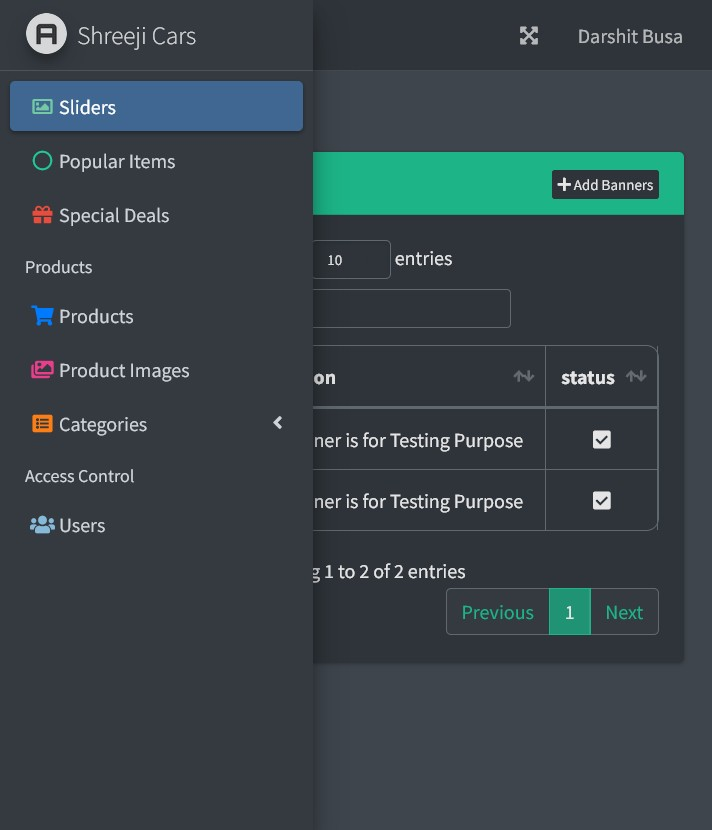 Shreeji Cars
Darshit Busa
Sliders
Popular Items
Special Deals
Products
Products
Product Images
Categories
Access Control
Users
Add Banners
10 entries
on status
ner is for Testing Purpose
ner is for Testing Purpose
g 1 to 2 of 2 entries
Previous 1 Next